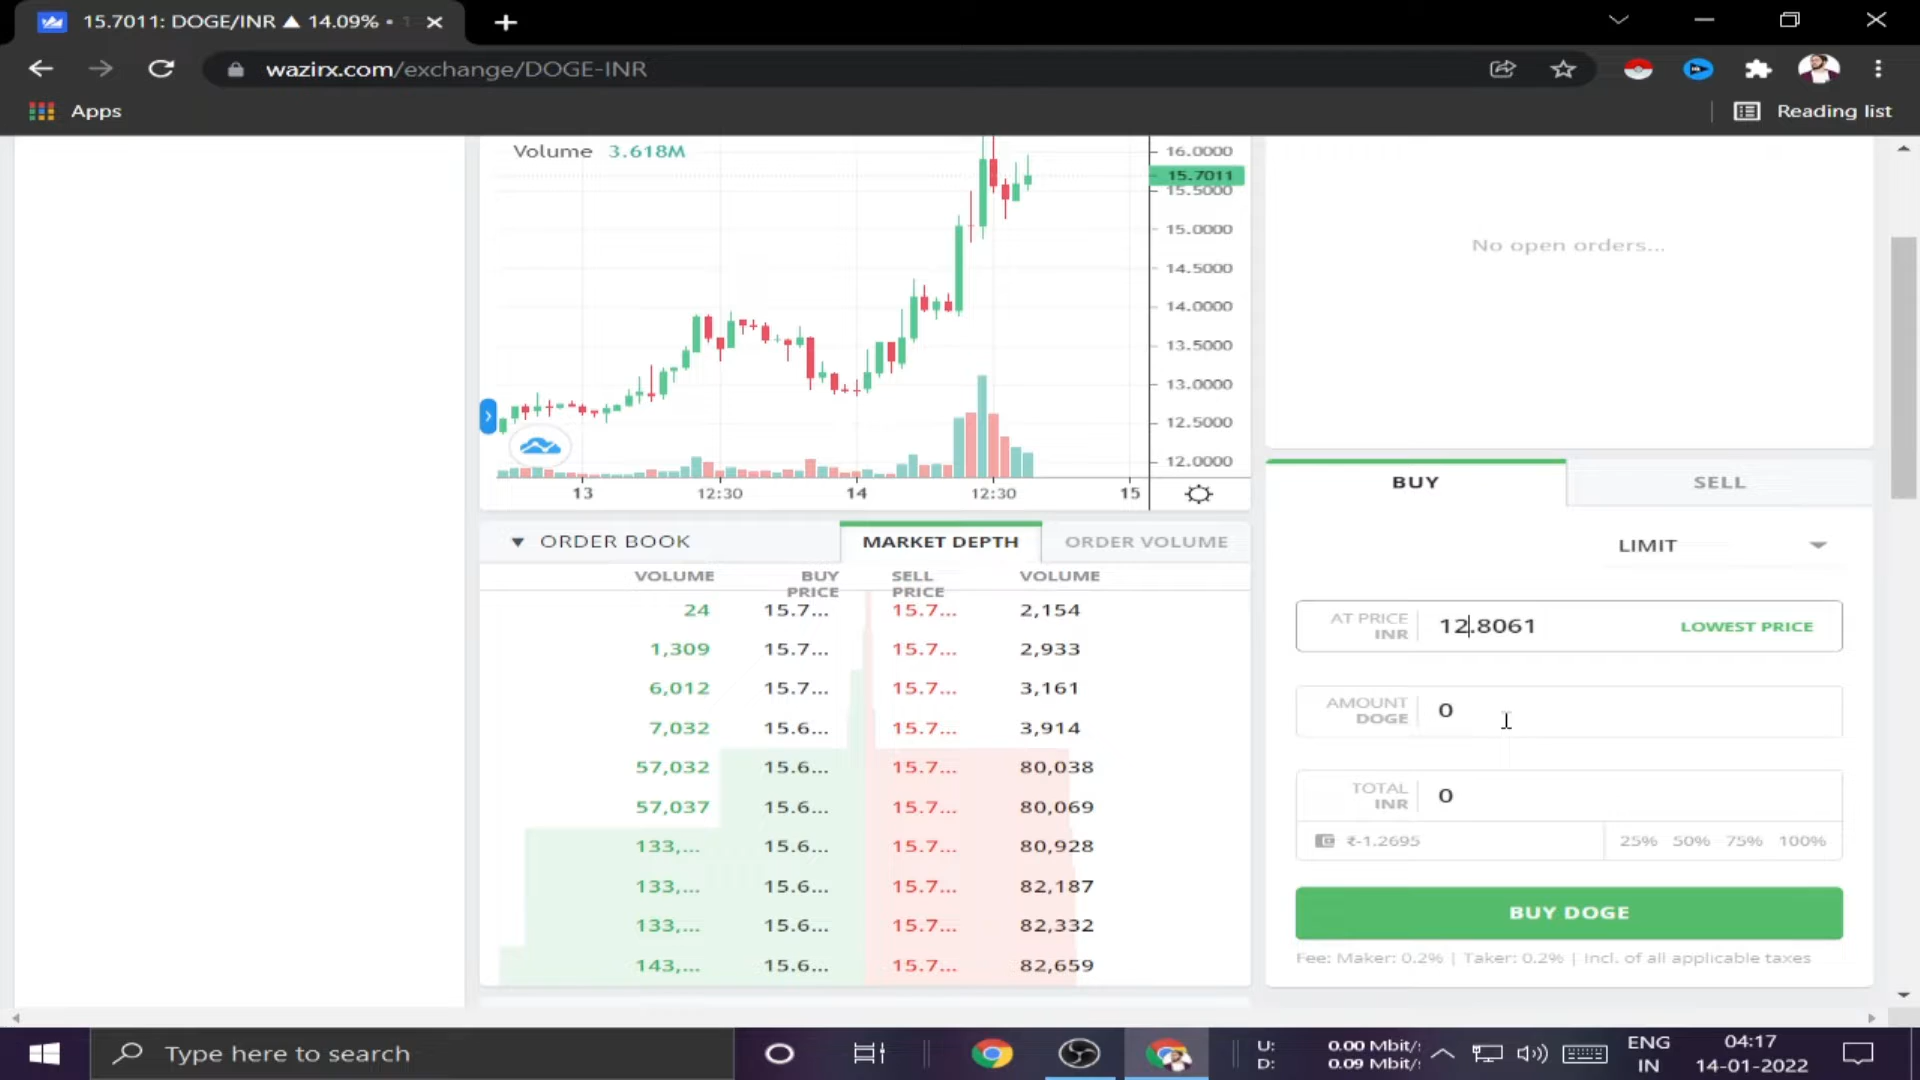 15.7011: DOGE/INR ▲ 14.09% •
wazirx.com/exchange/DOGE-INR
Apps
Reading list
Volume 3.618M
16.0000
15.7011
15.5000
15.0000
14.5000
14.0000
13.5000
13.0000
12.5000
12.0000
13 12:30 14 12:30 15
No open orders...
BUY SELL
LIMIT
AT PRICE INR 12.8061 LOWEST PRICE
AMOUNT DOGE 0
TOTAL INR 0
₹-1.2695 25% 50% 75% 100%
BUY DOGE
Fee: Maker: 0.2% | Taker: 0.2% | Incl. of all applicable taxes
▼ ORDER BOOK MARKET DEPTH ORDER VOLUME
VOLUME BUY PRICE SELL PRICE VOLUME
24 15.7... 15.7... 2,154
1,309 15.7... 15.7... 2,933
6,012 15.7... 15.7... 3,161
7,032 15.6... 15.7... 3,914
57,032 15.6... 15.7... 80,038
57,037 15.6... 15.7... 80,069
133,... 15.6... 15.7... 80,928
133,... 15.6... 15.7... 82,187
133,... 15.6... 15.7... 82,332
143,... 15.6... 15.7... 82,659
Type here to search
U: 0.00 Mbit/
D: 0.09 Mbit/
ENG
IN
04:17
14-01-2022